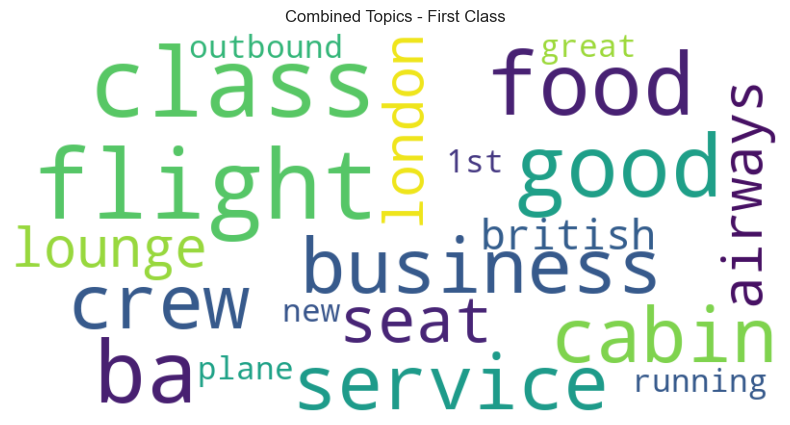 Combined Topics - First Class
outbound
great
class
london
food
airways
flight
1st
good
lounge
british
business
crew
new
seat
cabin
ba
plane
service
running